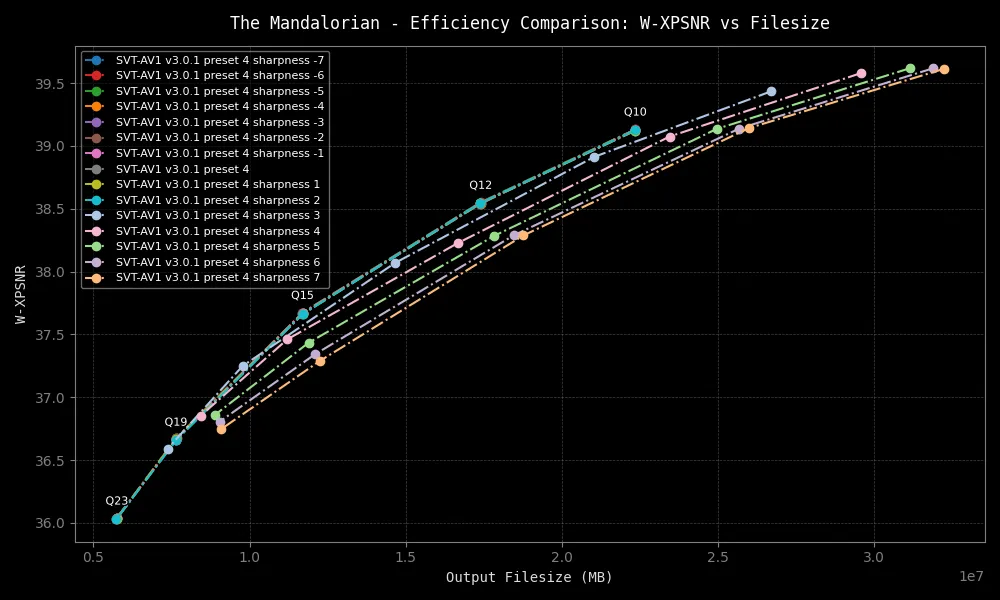 The Mandalorian - Efficiency Comparison: W-XPSNR vs Filesize
SVT-AV1 v3.0.1 preset 4 sharpness -7
SVT-AV1 v3.0.1 preset 4 sharpness -6
SVT-AV1 v3.0.1 preset 4 sharpness -5
SVT-AV1 v3.0.1 preset 4 sharpness -4
SVT-AV1 v3.0.1 preset 4 sharpness -3
SVT-AV1 v3.0.1 preset 4 sharpness -2
SVT-AV1 v3.0.1 preset 4 sharpness -1
SVT-AV1 v3.0.1 preset 4
SVT-AV1 v3.0.1 preset 4 sharpness 1
SVT-AV1 v3.0.1 preset 4 sharpness 2
SVT-AV1 v3.0.1 preset 4 sharpness 3
SVT-AV1 v3.0.1 preset 4 sharpness 4
SVT-AV1 v3.0.1 preset 4 sharpness 5
SVT-AV1 v3.0.1 preset 4 sharpness 6
SVT-AV1 v3.0.1 preset 4 sharpness 7
Q10
Q12
Q15
Q19
Q23
W-XPSNR
39.5
39.0
38.5
38.0
37.5
37.0
36.5
36.0
0.5
1.0
1.5
2.0
2.5
3.0
1e7
Output Filesize (MB)